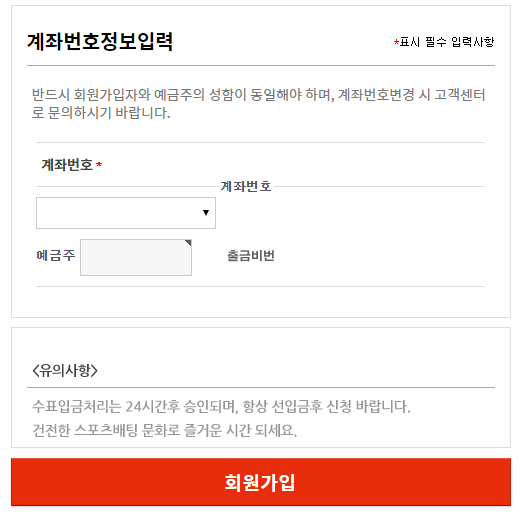 계좌번호정보입력
*표시 필수 입력사항
반드시 회원가입자와 예금주의 성함이 동일해야 하며, 계좌번호변경 시 고객센터
로 문의하시기 바랍니다.
계좌번호 *
계좌번호
예금주 출금비번
<유의사항>
수표입금처리는 24시간후 승인되며, 항상 선입금후 신청 바랍니다.
건전한 스포츠배팅 문화로 즐거운 시간 되세요.
회원가입